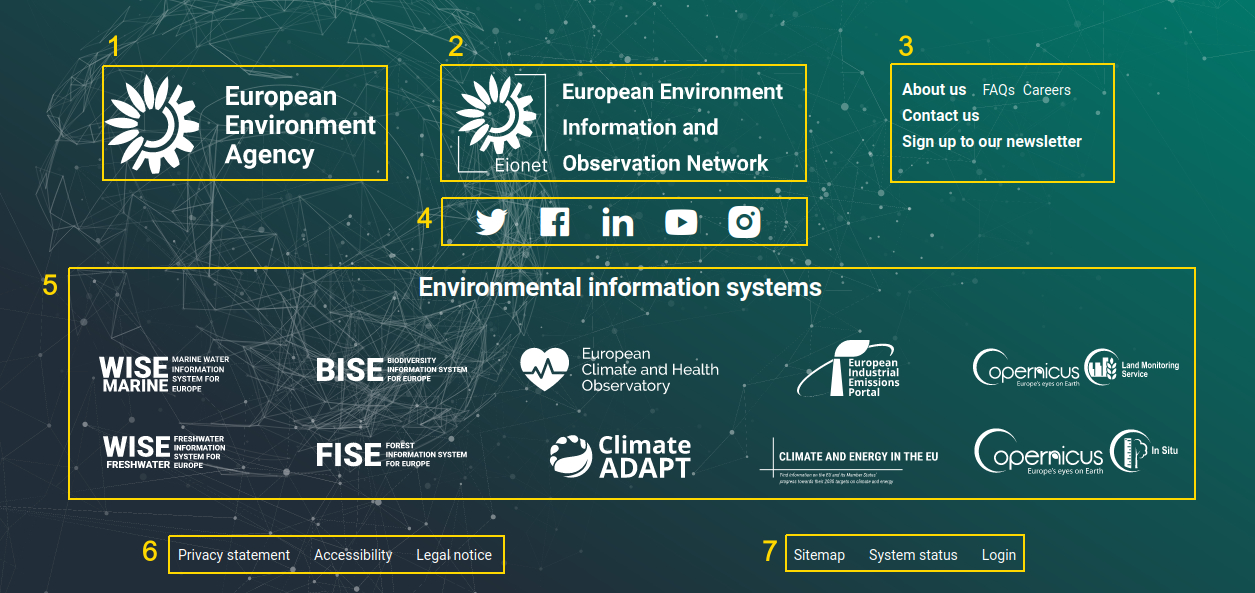 1
European
Environment
Agency
2
Eionet
European Environment
Information and
Observation Network
3
About us FAQs Careers
Contact us
Sign up to our newsletter
4
5
Environmental information systems
WISE
MARINE
MARINE WATER
INFORMATION
SYSTEM FOR
EUROPE
BISE
BIODIVERSITY
INFORMATION SYSTEM
FOR EUROPE
European
Climate and Health
Observatory
European
Industrial
Emissions
Portal
Copernicus
Europe's eyes on Earth
Land Monitoring
Service
WISE
FRESHWATER
FRESHWATER
INFORMATION
SYSTEM FOR
EUROPE
FISE
FOREST
INFORMATION SYSTEM
FOR EUROPE
Climate
ADAPT
CLIMATE AND ENERGY IN THE EU
Find information on the EU and its Member States'
progress towards their 2030 targets on climate and energy
Copernicus
Europe's eyes on Earth
In Situ
6
Privacy statement Accessibility Legal notice
7
Sitemap System status Login